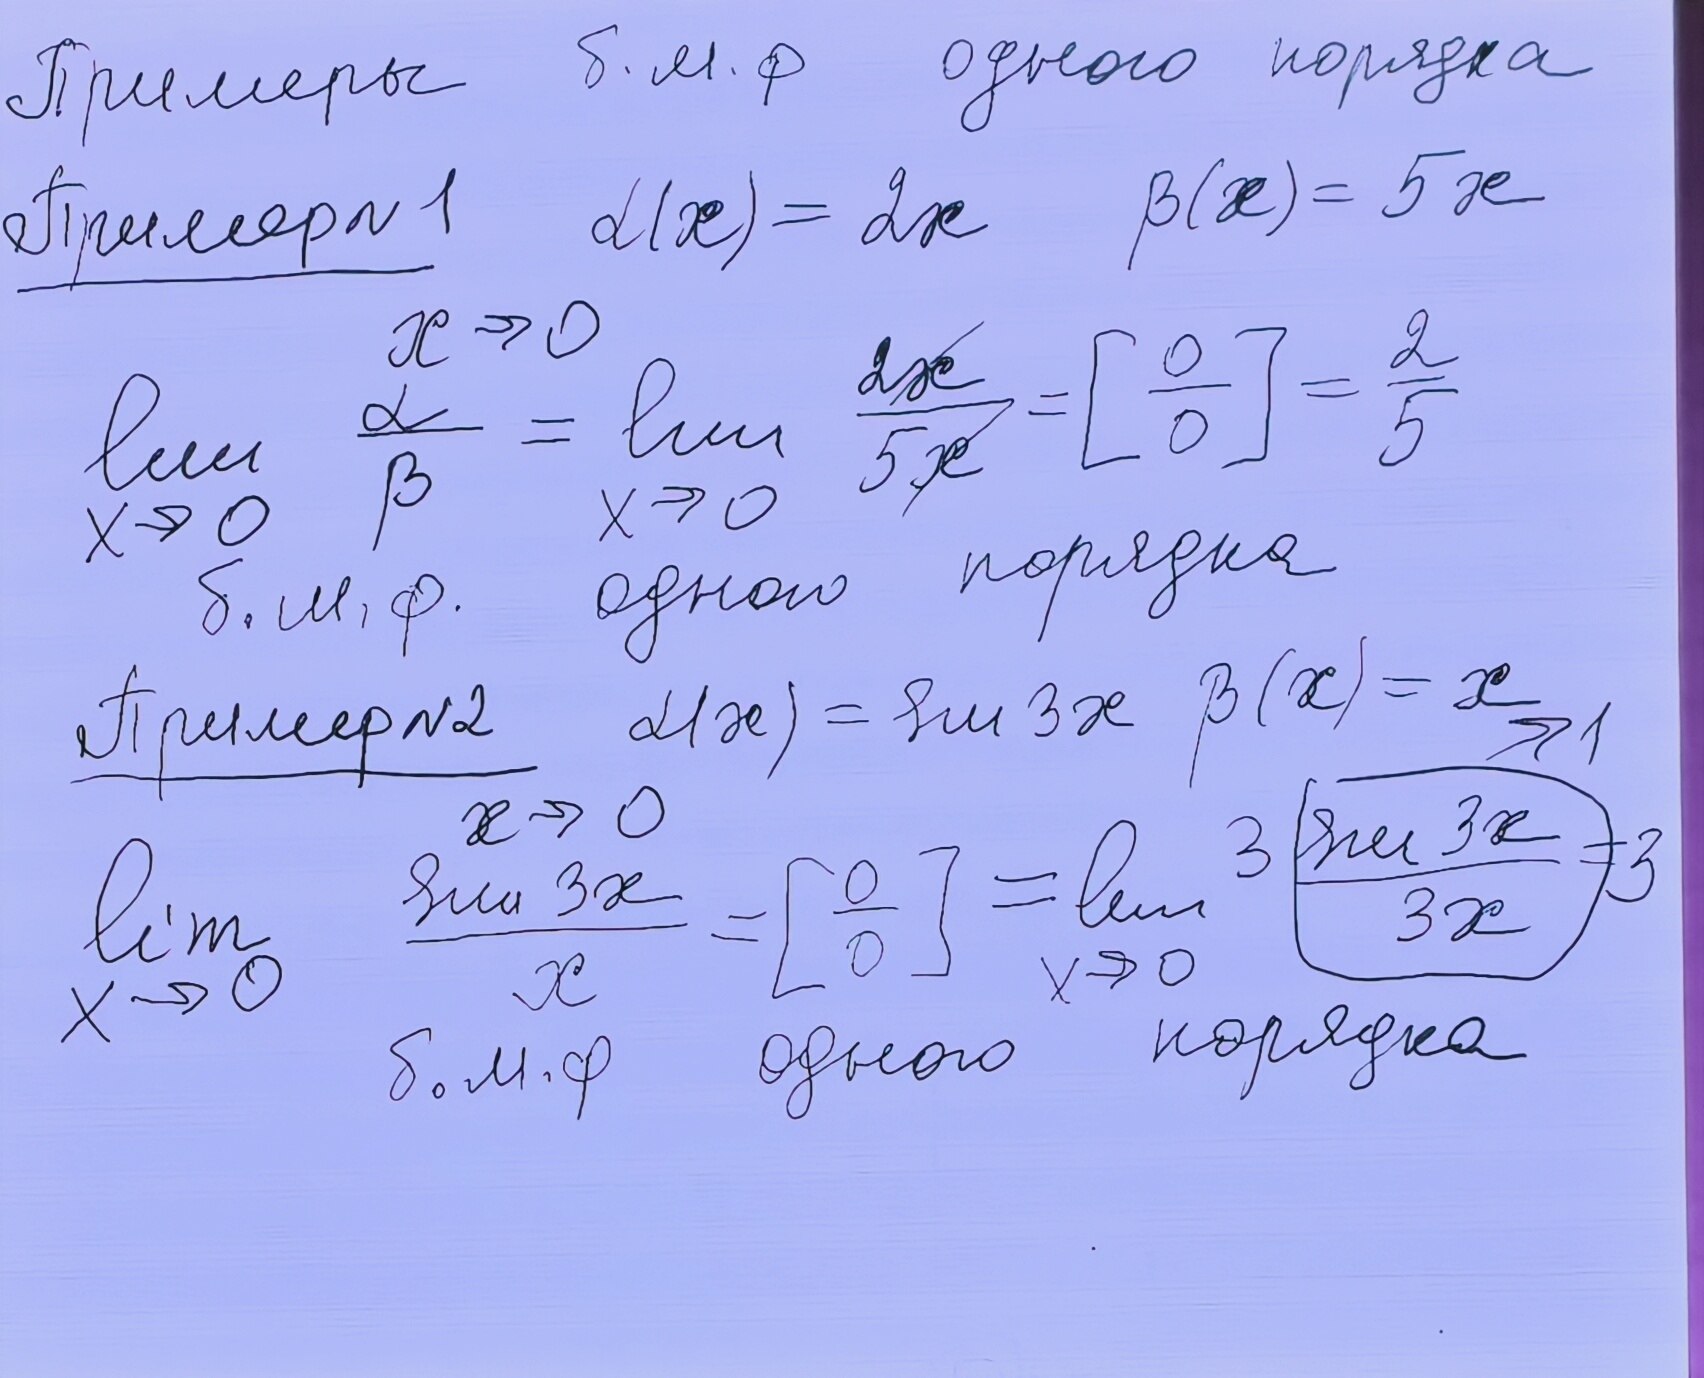 Примеры б.м.ф одного порядка
Пример №1 α(x) = 2x β(x) = 5x
x → 0
lim x→0 α/β = lim x→0 2x/5x = [0/0] = 2/5
б.м.ф. одного порядка
Пример №2 α(x) = sin 3x β(x) = x
x → 0
lim x→0 sin 3x/x = [0/0] = lim x→0 3 sin 3x/3x → 1 = 3
б.м.ф одного порядка